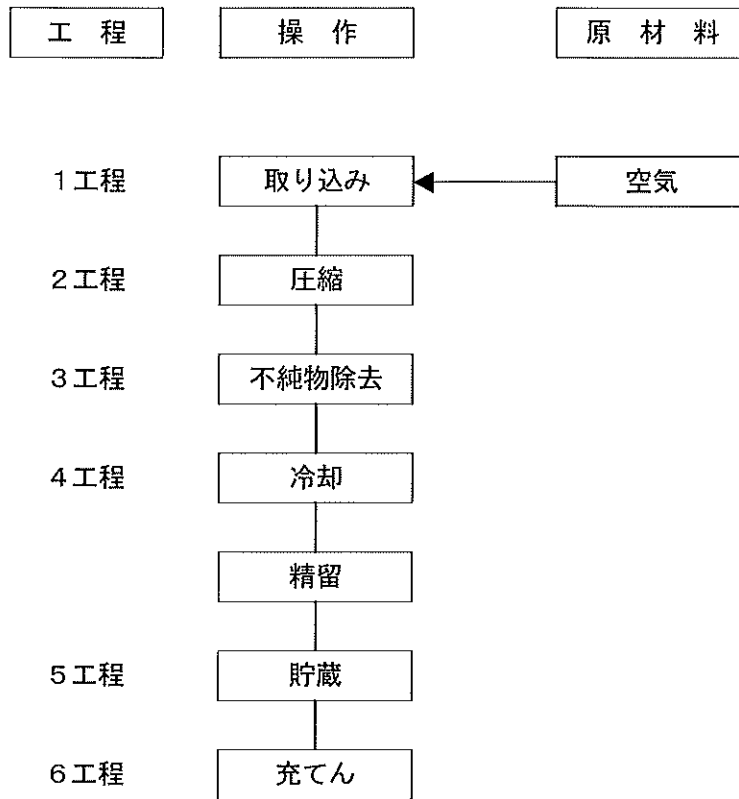 工 程　操 作　原 材 料
1工程　取り込み　空気
2工程　圧縮
3工程　不純物除去
4工程　冷却
精留
5工程　貯蔵
6工程　充てん